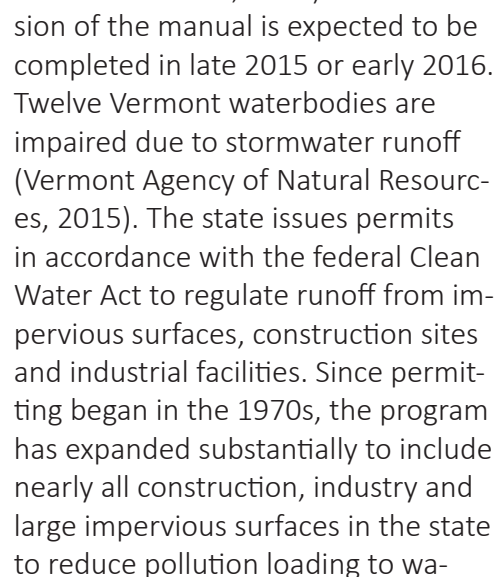 sion of the manual is expected to be
completed in late 2015 or early 2016.
Twelve Vermont waterbodies are
impaired due to stormwater runoff
(Vermont Agency of Natural Resourc-
es, 2015). The state issues permits
in accordance with the federal Clean
Water Act to regulate runoff from im-
pervious surfaces, construction sites
and industrial facilities. Since permit-
ting began in the 1970s, the program
has expanded substantially to include
nearly all construction, industry and
large impervious surfaces in the state
to reduce pollution loading to wa-